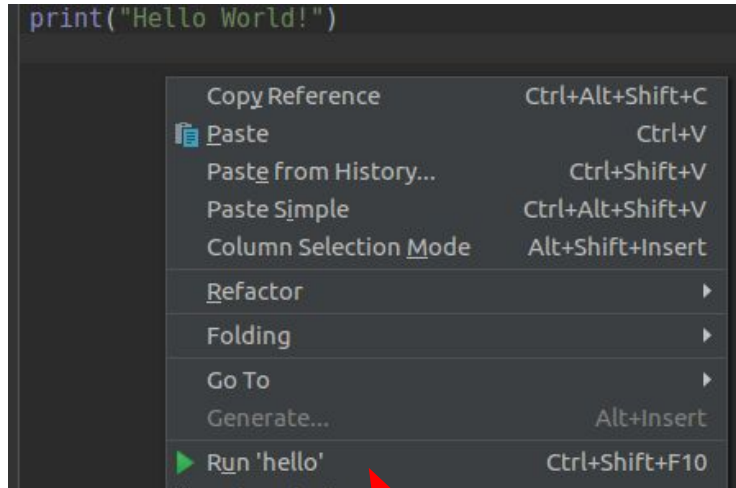 print("Hello World!")
Copy Reference Ctrl+Alt+Shift+C
Paste Ctrl+V
Paste from History... Ctrl+Shift+V
Paste Simple Ctrl+Alt+Shift+V
Column Selection Mode Alt+Shift+Insert
Refactor
Folding
Go To
Generate... Alt+Insert
Run 'hello' Ctrl+Shift+F10